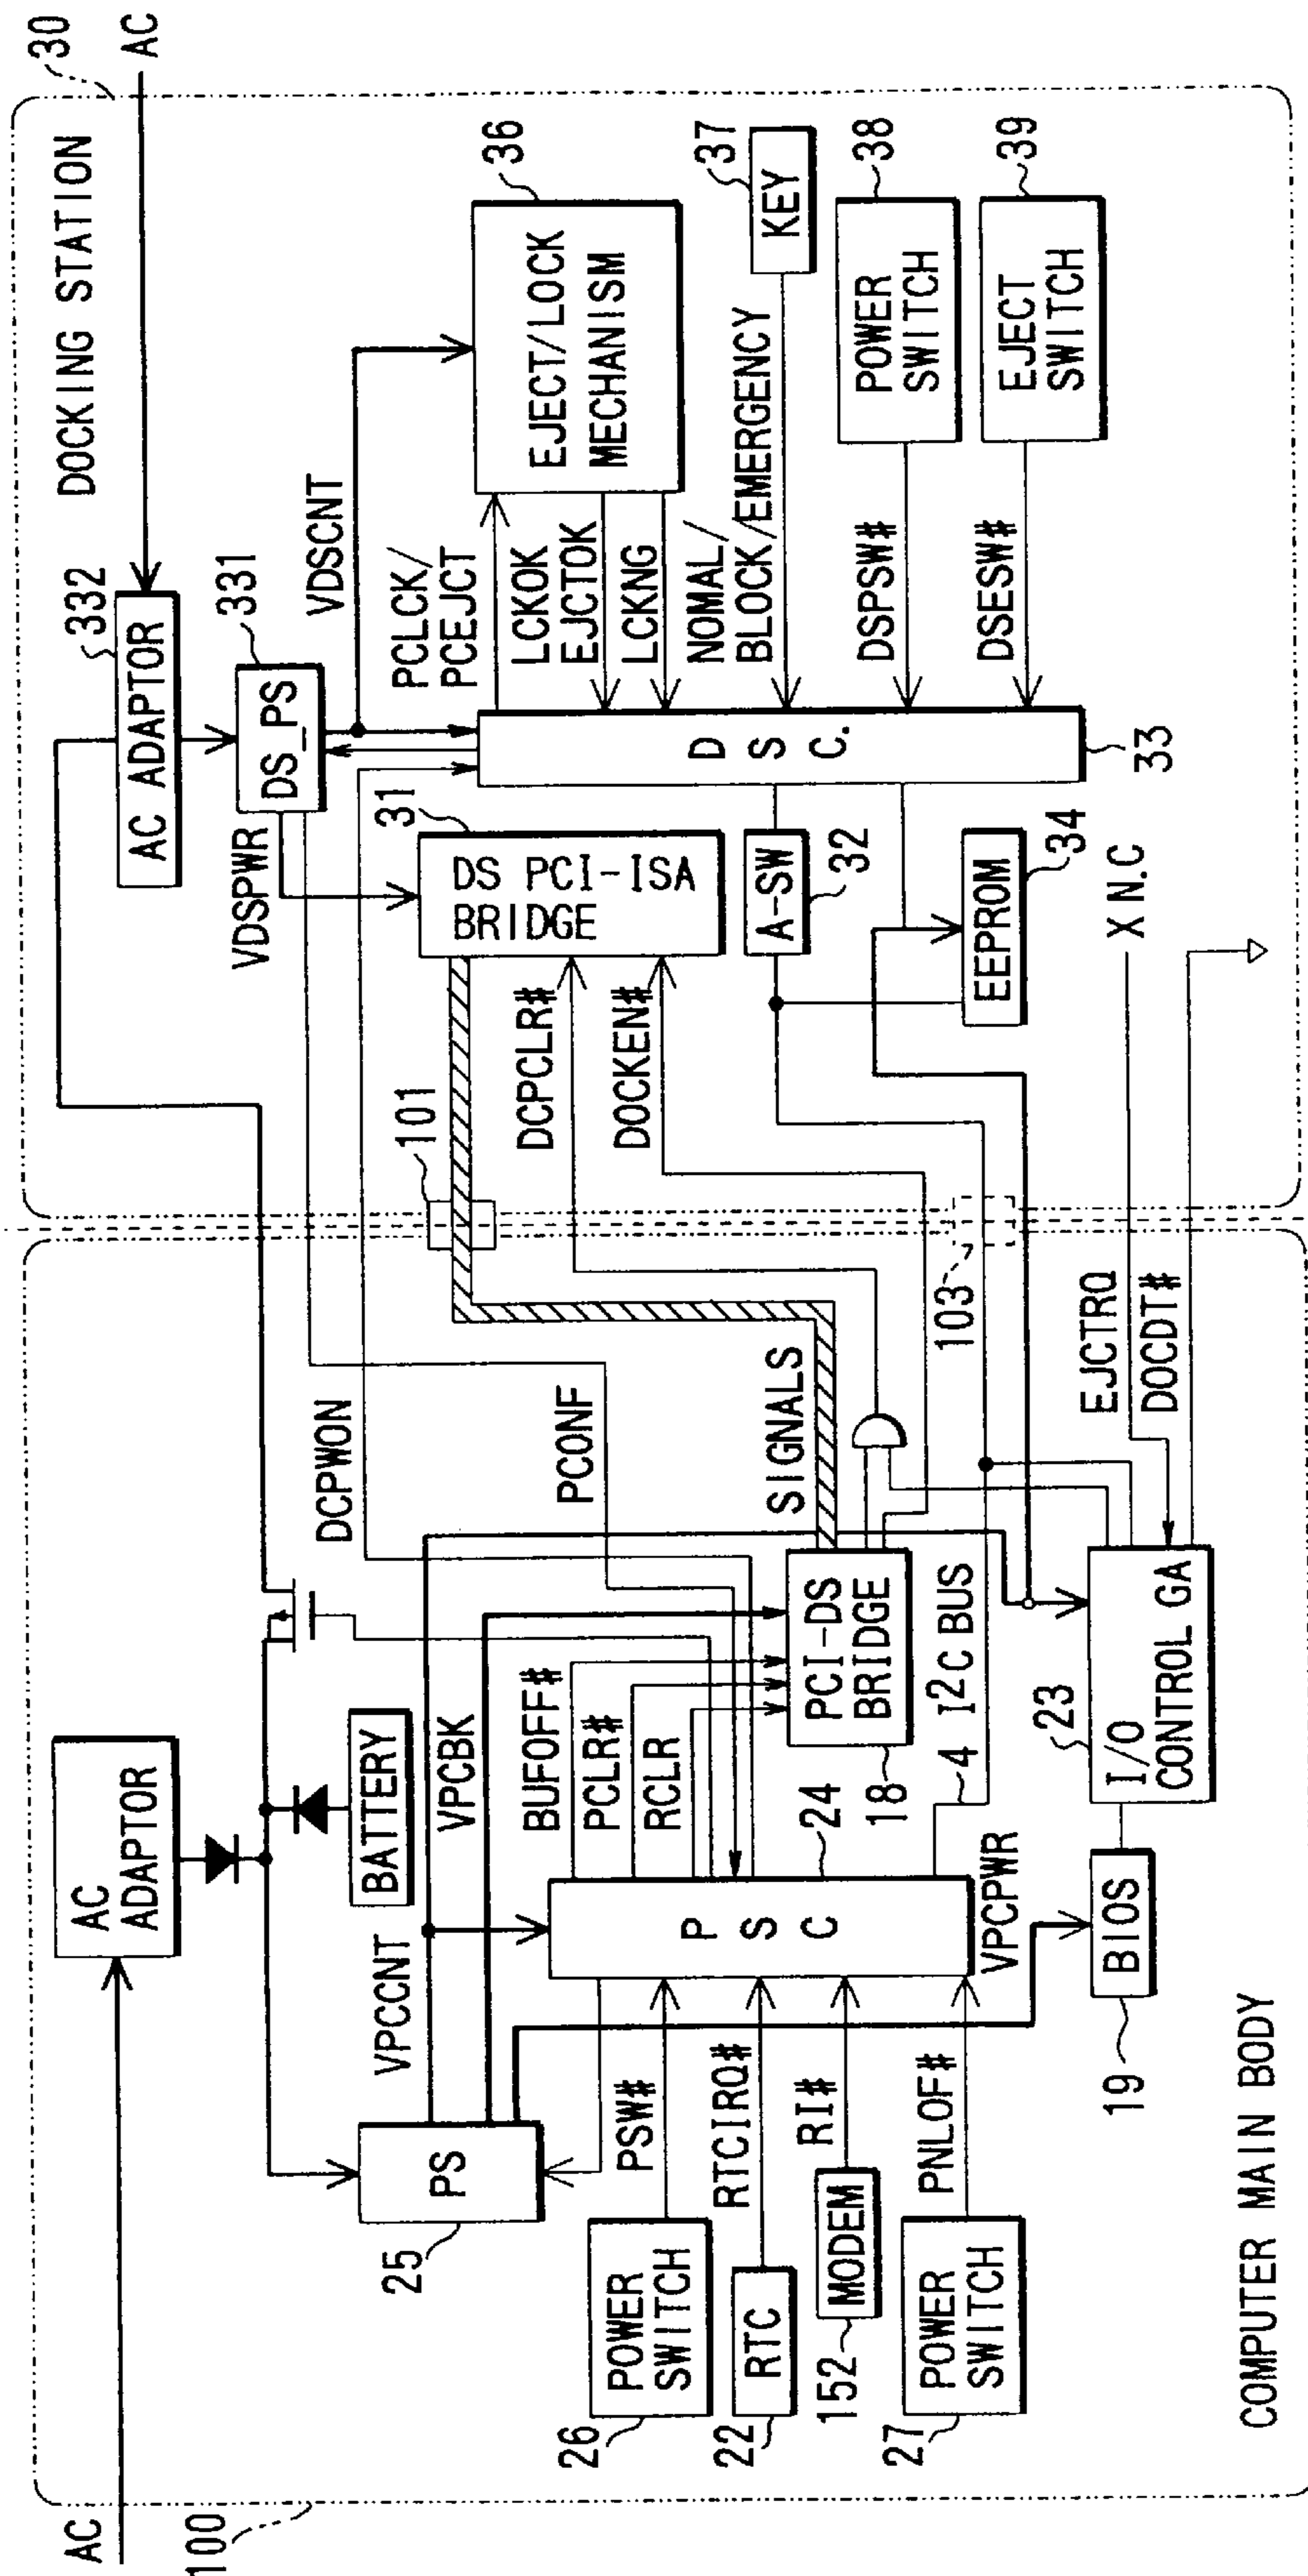 AC
100
AC
ADAPTOR
BATTERY
PS
25
VPCCNT
VPCBK
DCPWON
PCONF
BUFOFF#
PCLR#
RCLR
SIGNALS
POWER
SWITCH
26
PSW#
RTC
22
RTCIRQ#
MODEM
152
RI#
POWER
SWITCH
27
PNLOF#
P
S
C
24
PCI-DS
BRIDGE
18
4
I2C BUS
VPCPWR
BIOS
19
I/O
CONTROL GA
23
EJCTRQ
DOCDT#
COMPUTER MAIN BODY
101
103
30
AC
DOCKING STATION
AC ADAPTOR
332
DS_PS
331
VDSPWR
VDSCNT
DS PCI-ISA
BRIDGE
31
DCPCLR#
DOCKEN#
PCLCK/
PCEJCT
LCKOK
EJCTOK
LCKNG
EJECT/LOCK
MECHANISM
36
NOMAL/
BLOCK/EMERGENCY
KEY
37
DSPSW#
POWER
SWITCH
38
DSESW#
EJECT
SWITCH
39
D
S
C.
33
A-SW
32
EEPROM
34
X N.C